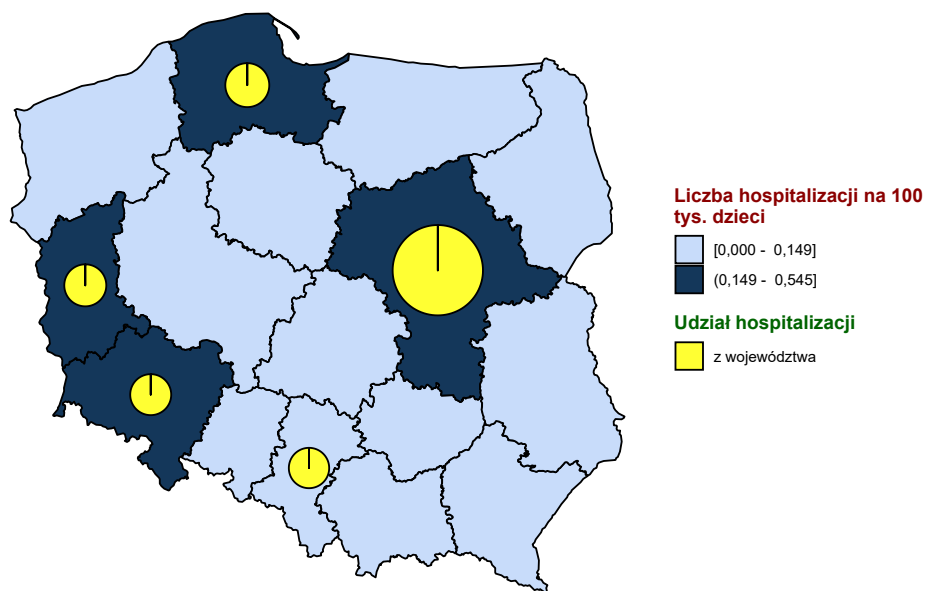 Liczba hospitalizacji na 100
tys. dzieci
[0,000 - 0,149]
(0,149 - 0,545]
Udział hospitalizacji
z województwa